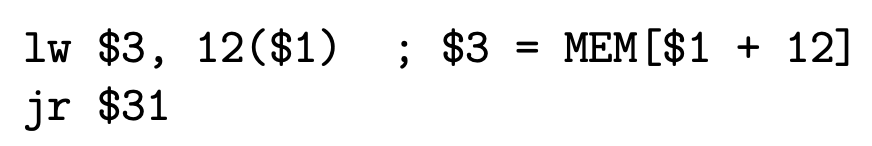 lw $3, 12($1)  ; $3 = MEM[$1 + 12]
jr $31